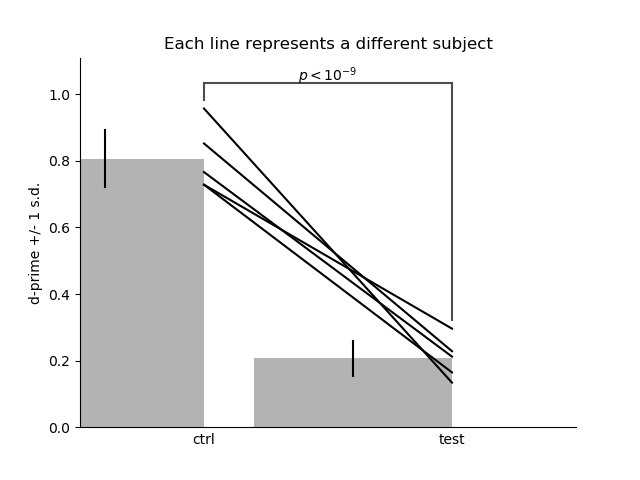 Each line represents a different subject
p < 10⁻⁹
1.0
0.8
0.6
0.4
0.2
0.0
d-prime +/- 1 s.d.
ctrl test